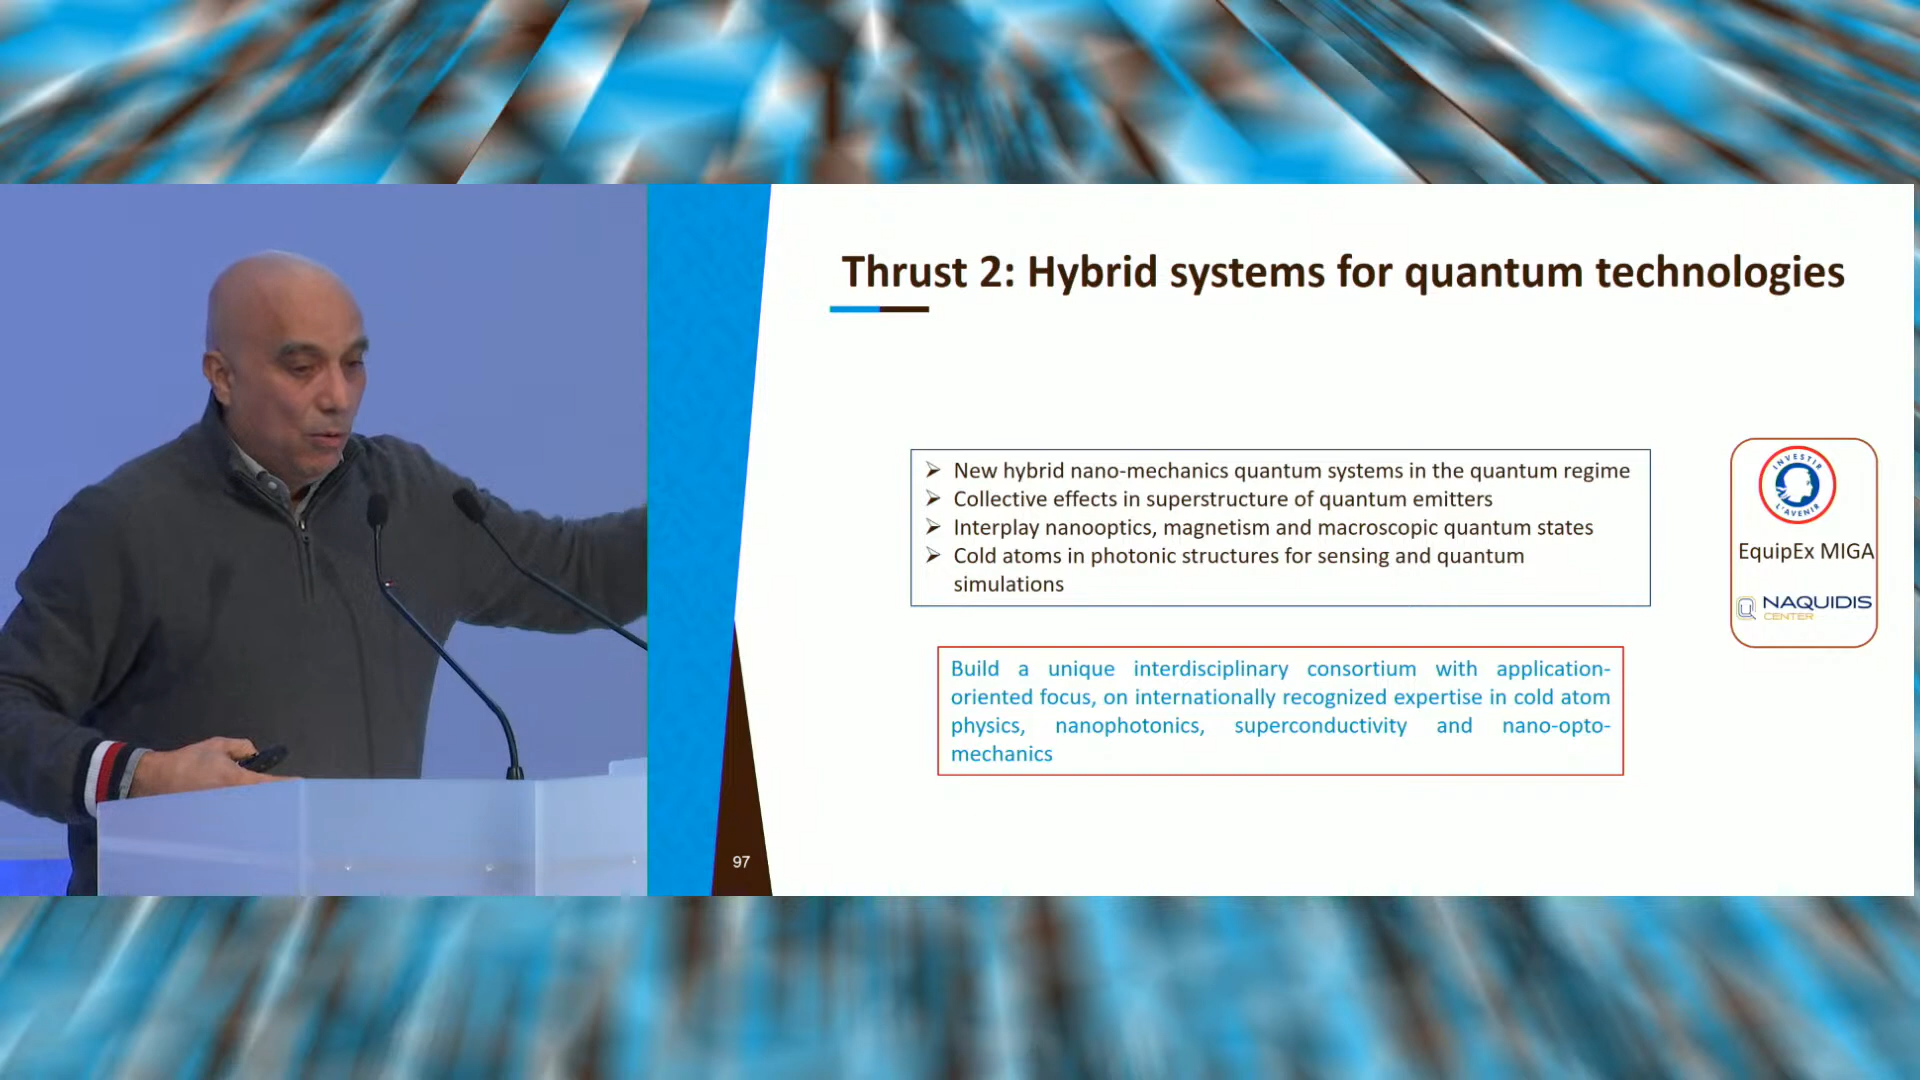 Thrust 2: Hybrid systems for quantum technologies
➢ New hybrid nano-mechanics quantum systems in the quantum regime
➢ Collective effects in superstructure of quantum emitters
➢ Interplay nanooptics, magnetism and macroscopic quantum states
➢ Cold atoms in photonic structures for sensing and quantum
simulations
INVESTIR
L'AVENIR
EquipEx MIGA
NAQUIDIS
CENTER
Build a unique interdisciplinary consortium with application-
oriented focus, on internationally recognized expertise in cold atom
physics, nanophotonics, superconductivity and nano-opto-
mechanics
97